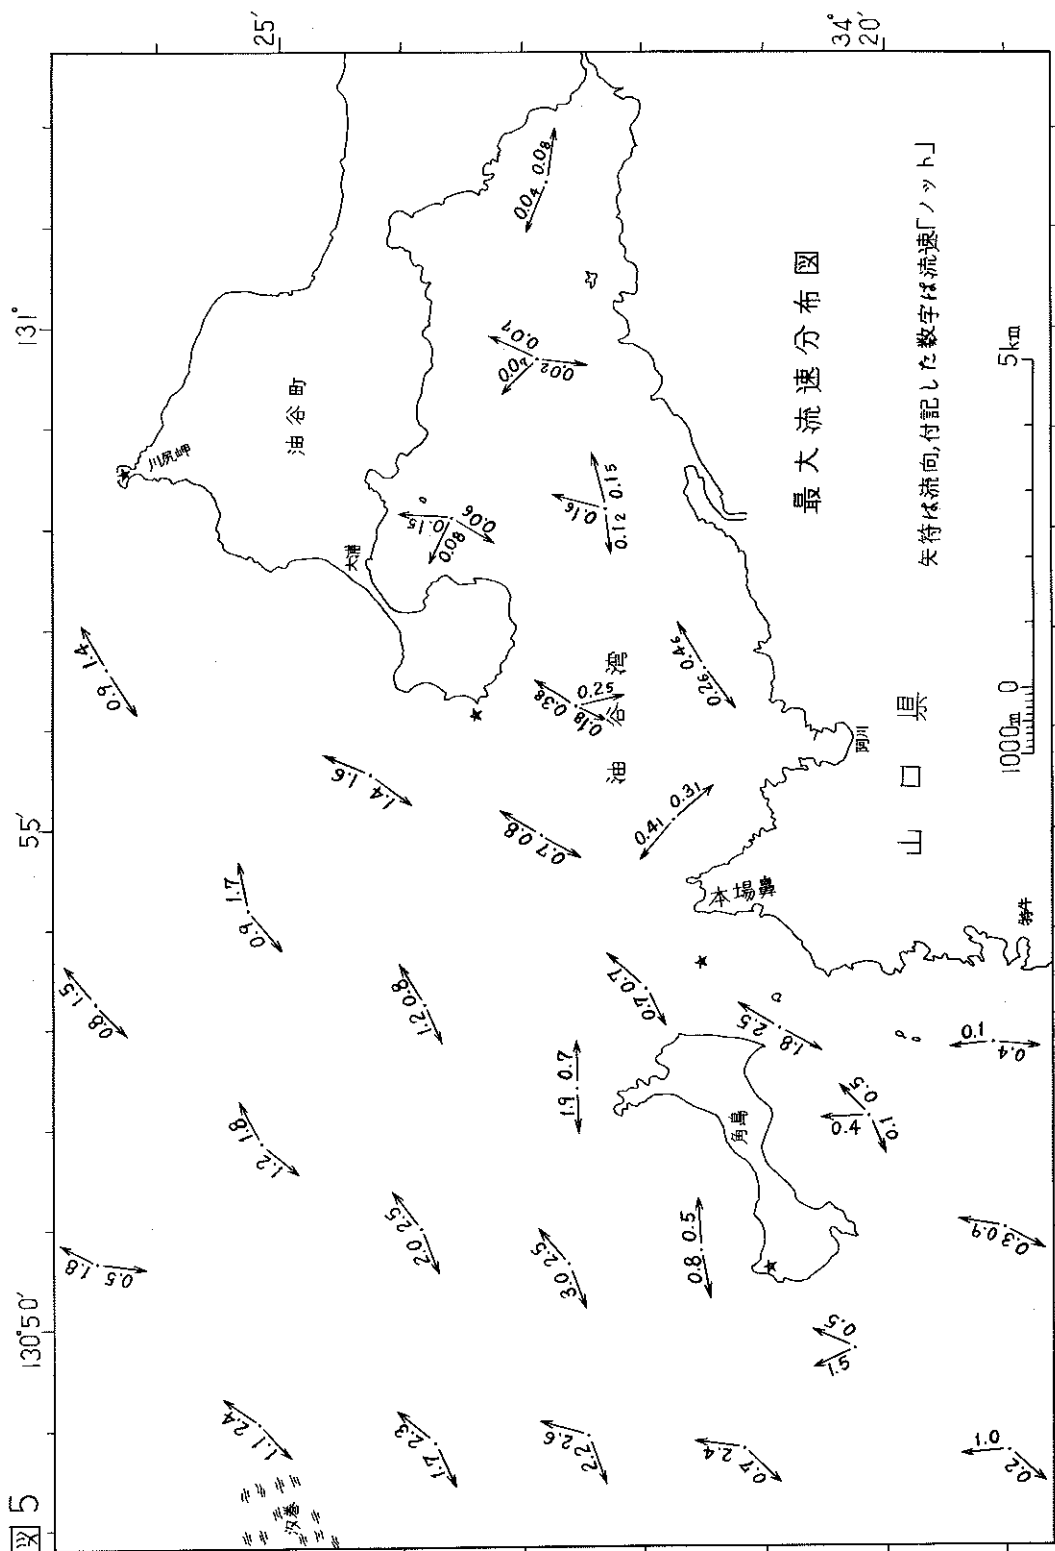 図5
130°50′
55′
131°
25′
34°
20′
汐巻
1.1 2.4
1.7 2.3
2.2 2.6
0.7 2.4
0.2 0.1
0.5 1.8
1.2 1.8
2.0 2.5
3.0 2.5
0.8 0.5
1.5 0.5
0.3 0.9
0.8 1.5
0.9 1.7
1.2 0.8
1.9 0.7
0.7 0.7
1.8 2.5
0.4 0.5
0.1
0.4 0.1
0.9 1.4
1.4 1.6
0.7 0.8
0.41 0.31
0.18 0.38
0.25
0.26 0.46
0.08 0.15
0.06
0.16
0.12 0.15
0.02 0.07
0.02
0.04 0.08
川尻岬
油谷町
大浦
油谷湾
角島
本場鼻
阿川
特牛
山口県
最大流速分布図
矢符は流向,付記した数字は流速「ノット」
1000m 0 5km